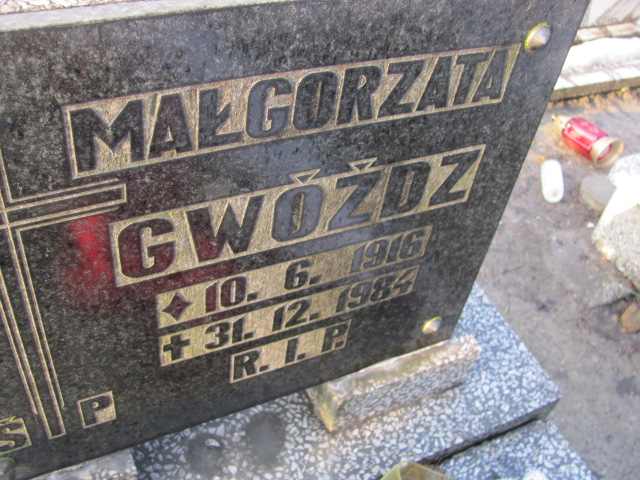 MAŁGORZATA
GWÓŹDZ
10. 6. 1916
31. 12. 1984
R. I. P.
Ś P